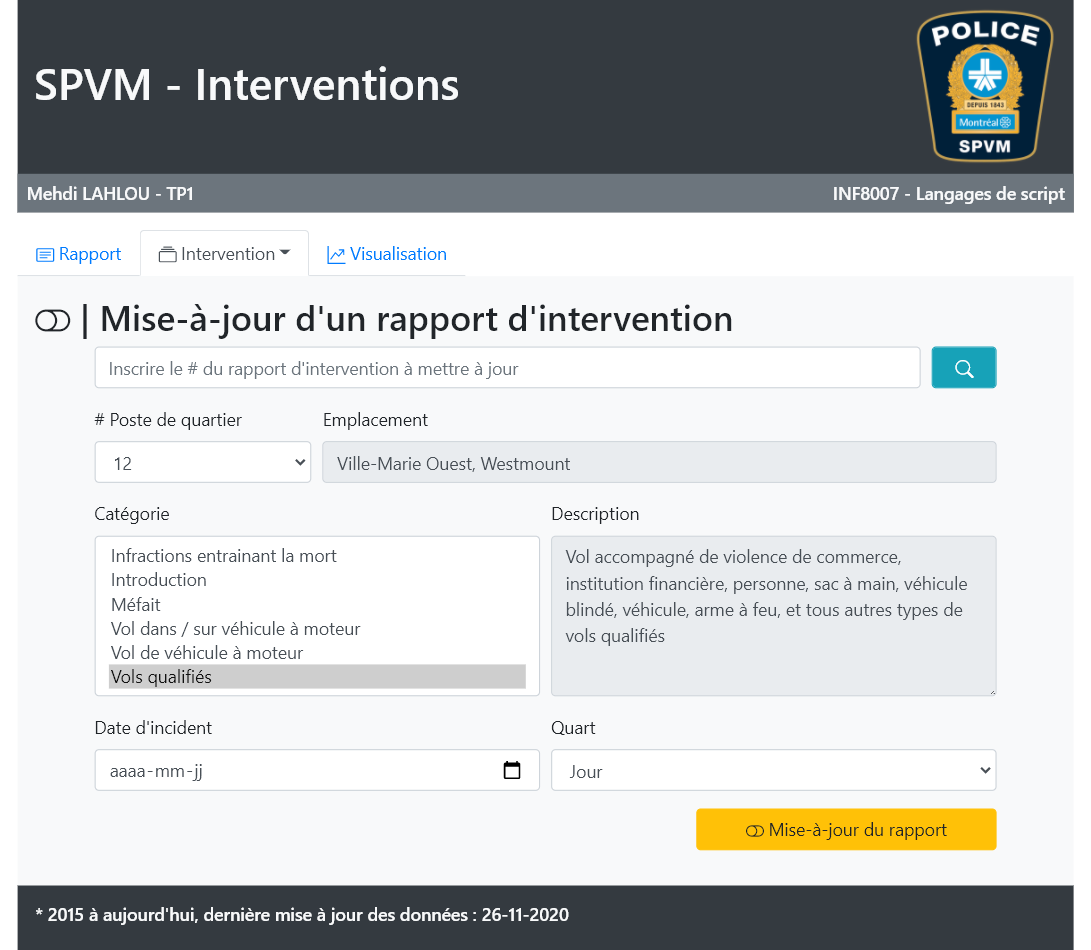 SPVM - Interventions
POLICE
DEPUIS 1843
Montréal
SPVM
Mehdi LAHLOU - TP1
INF8007 - Langages de script
Rapport
Intervention
Visualisation
| Mise-à-jour d'un rapport d'intervention
Inscrire le # du rapport d'intervention à mettre à jour
# Poste de quartier
Emplacement
12
Ville-Marie Ouest, Westmount
Catégorie
Description
Infractions entrainant la mort
Introduction
Méfait
Vol dans / sur véhicule à moteur
Vol de véhicule à moteur
Vols qualifiés
Vol accompagné de violence de commerce,
institution financière, personne, sac à main, véhicule
blindé, véhicule, arme à feu, et tous autres types de
vols qualifiés
Date d'incident
Quart
aaaa-mm-jj
Jour
Mise-à-jour du rapport
* 2015 à aujourd'hui, dernière mise à jour des données : 26-11-2020